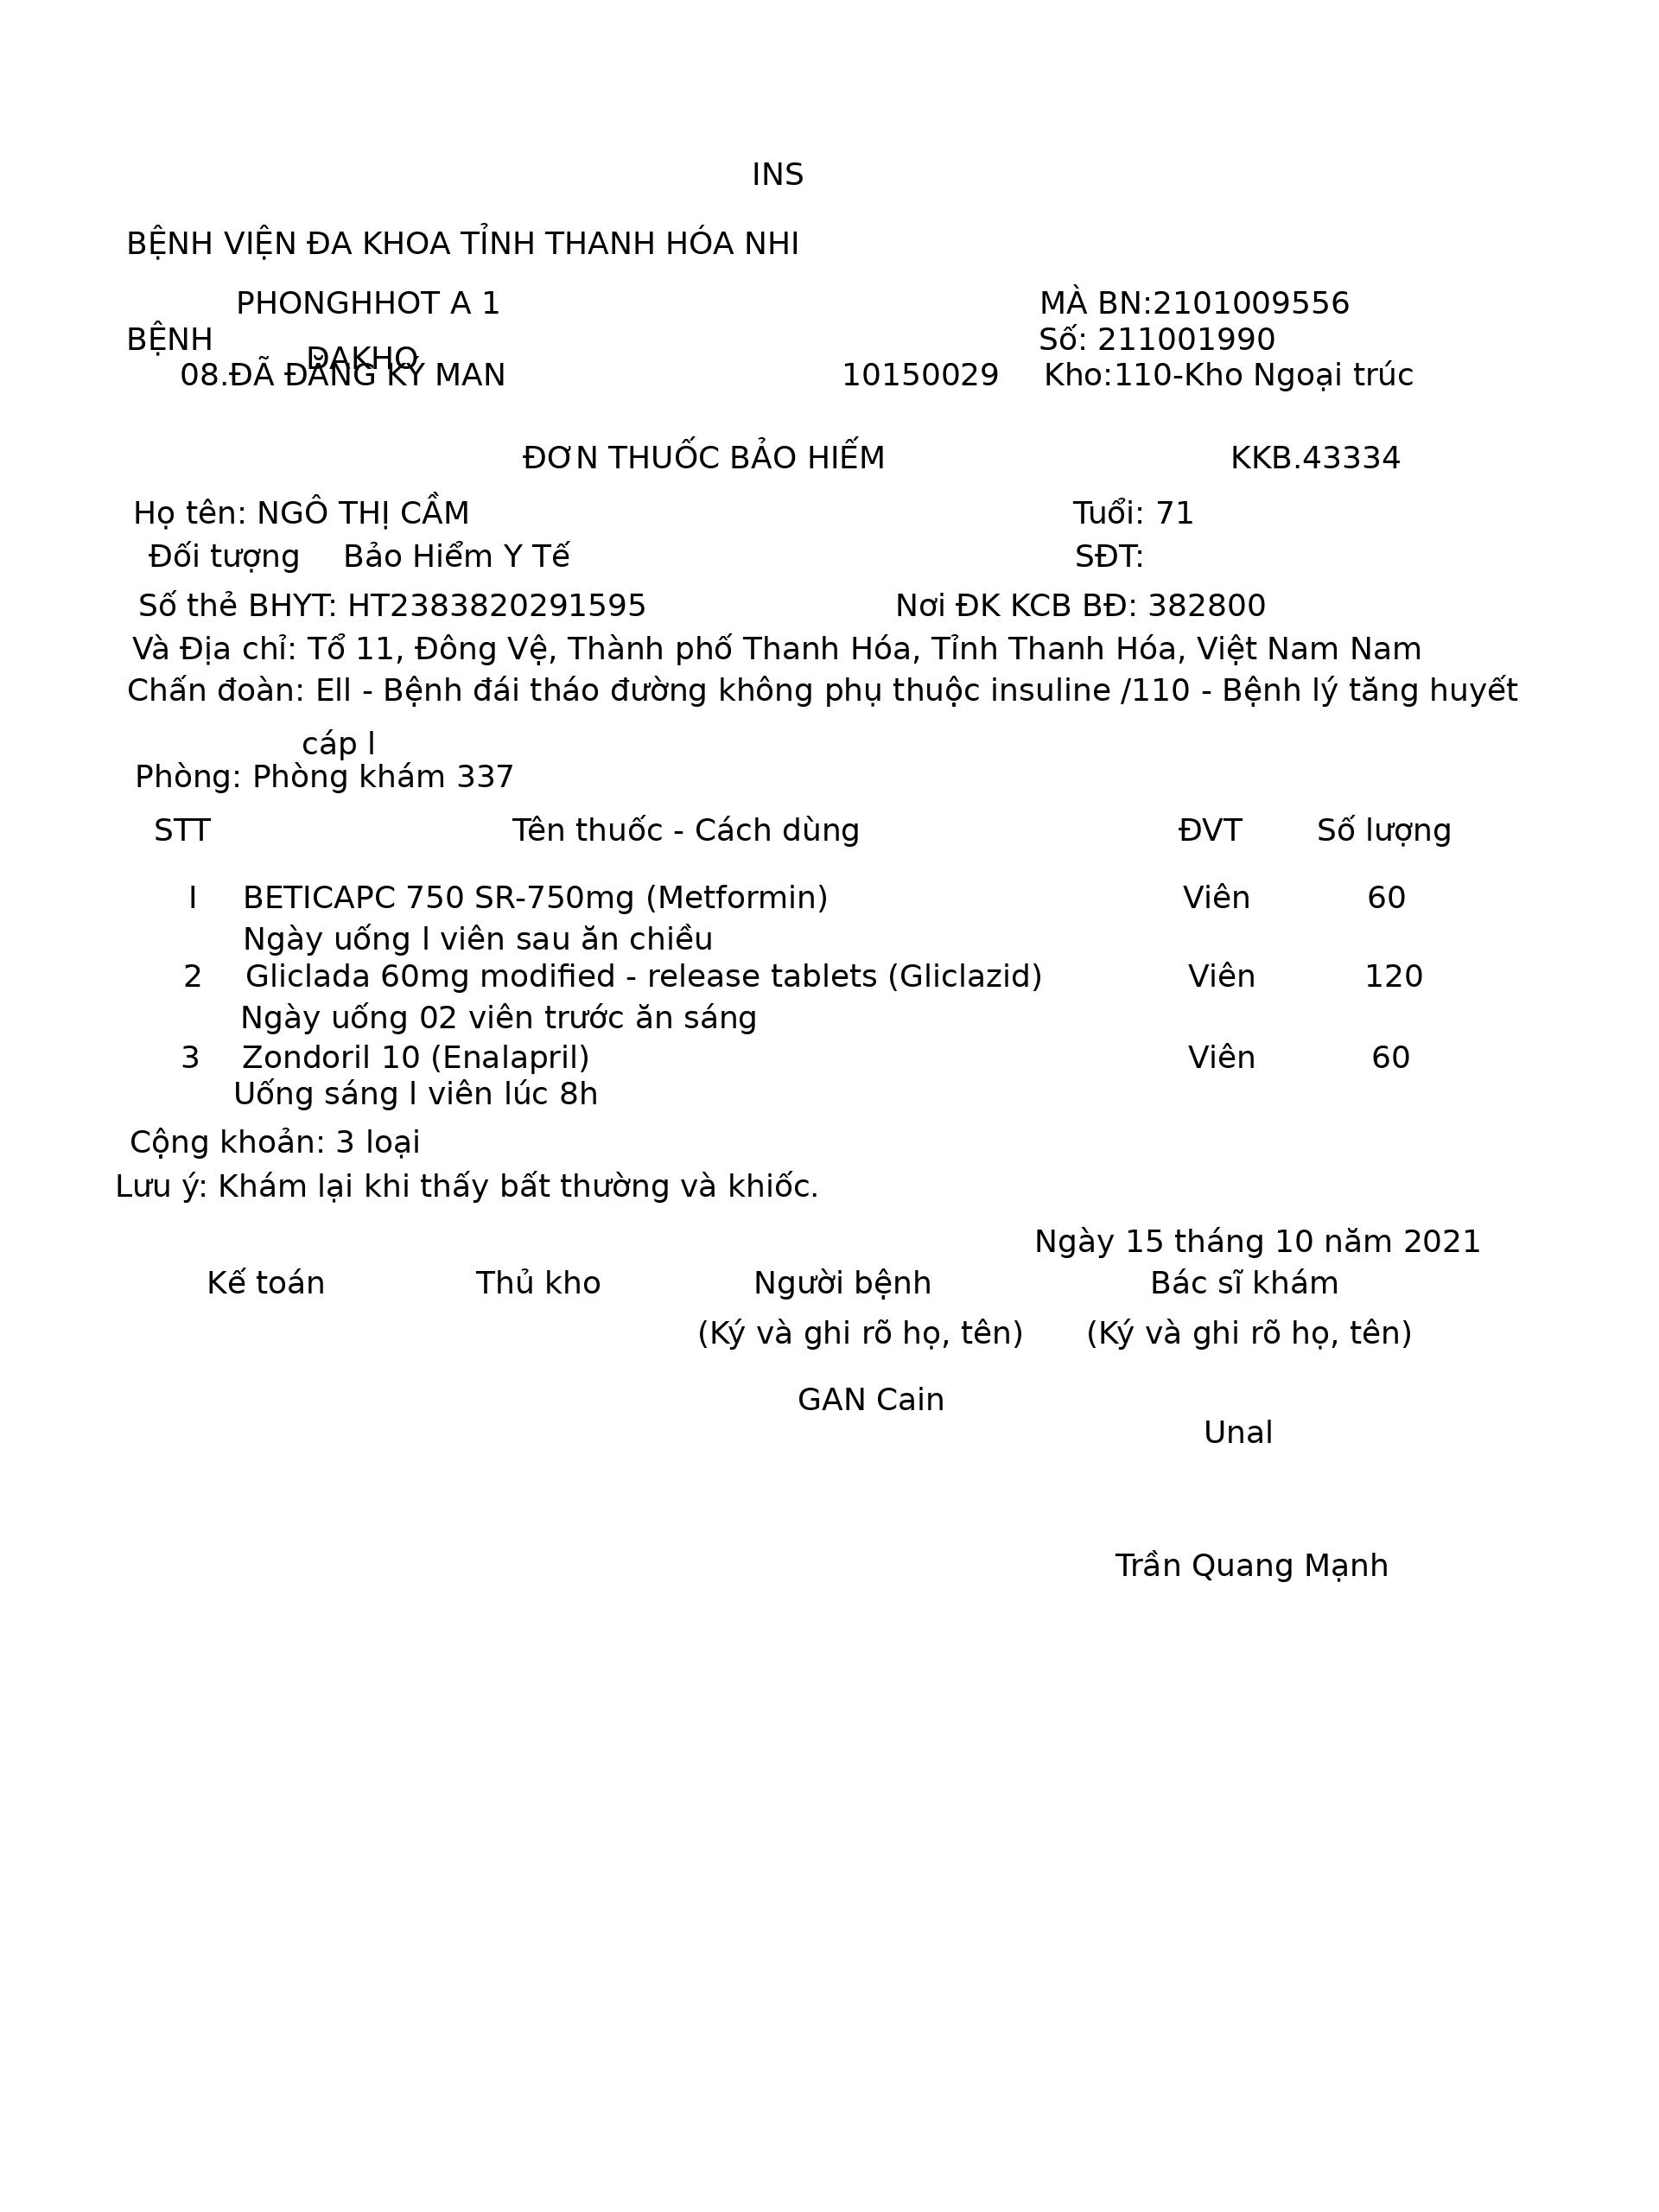 INS
BỆNH VIỆN ĐA KHOA TỈNH THANH HÓA NHI
PHONGHHOT A 1 MÀ BN:2101009556
BỆNH Số: 211001990
ĐAKHO
08.ĐÃ ĐĂNG KÝ MAN 10150029 Kho:110-Kho Ngoại trúc
ĐƠN THUỐC BẢO HIẾM KKB.43334
Họ tên: NGÔ THỊ CẦM Tuổi: 71
Đối tượng Bảo Hiểm Y Tế SĐT:
Số thẻ BHYT: HT2383820291595 Nơi ĐK KCB BĐ: 382800
Và Địa chỉ: Tổ 11, Đông Vệ, Thành phố Thanh Hóa, Tỉnh Thanh Hóa, Việt Nam Nam
Chấn đoàn: Ell - Bệnh đái tháo đường không phụ thuộc insuline /110 - Bệnh lý tăng huyết
cáp l
Phòng: Phòng khám 337
STT Tên thuốc - Cách dùng ĐVT Số lượng
I BETICAPC 750 SR-750mg (Metformin) Viên 60
Ngày uống l viên sau ăn chiều
2 Gliclada 60mg modified - release tablets (Gliclazid) Viên 120
Ngày uống 02 viên trước ăn sáng
3 Zondoril 10 (Enalapril) Viên 60
Uống sáng l viên lúc 8h
Cộng khoản: 3 loại
Lưu ý: Khám lại khi thấy bất thường và khiốc.
Ngày 15 tháng 10 năm 2021
Kế toán Thủ kho Người bệnh Bác sĩ khám
(Ký và ghi rõ họ, tên) (Ký và ghi rõ họ, tên)
GAN Cain
Unal
Trần Quang Mạnh